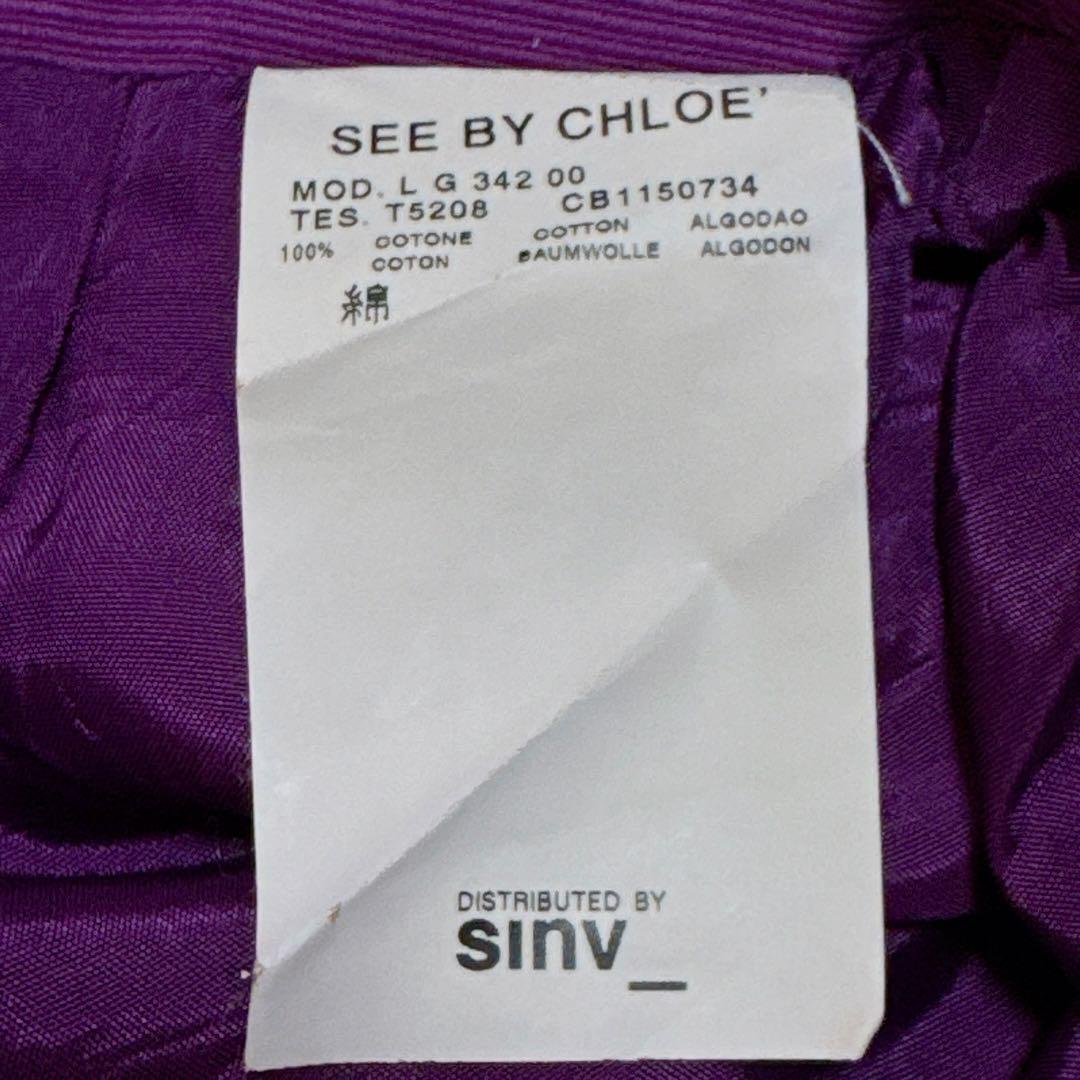 SEE BY CHLOE'
MOD. L G 342 00
TES. T5208 CB1150734
100% COTONE COTTON ALGODAO
COTON BAUMWOLLE ALGODON
綿
DISTRIBUTED BY
sınv_